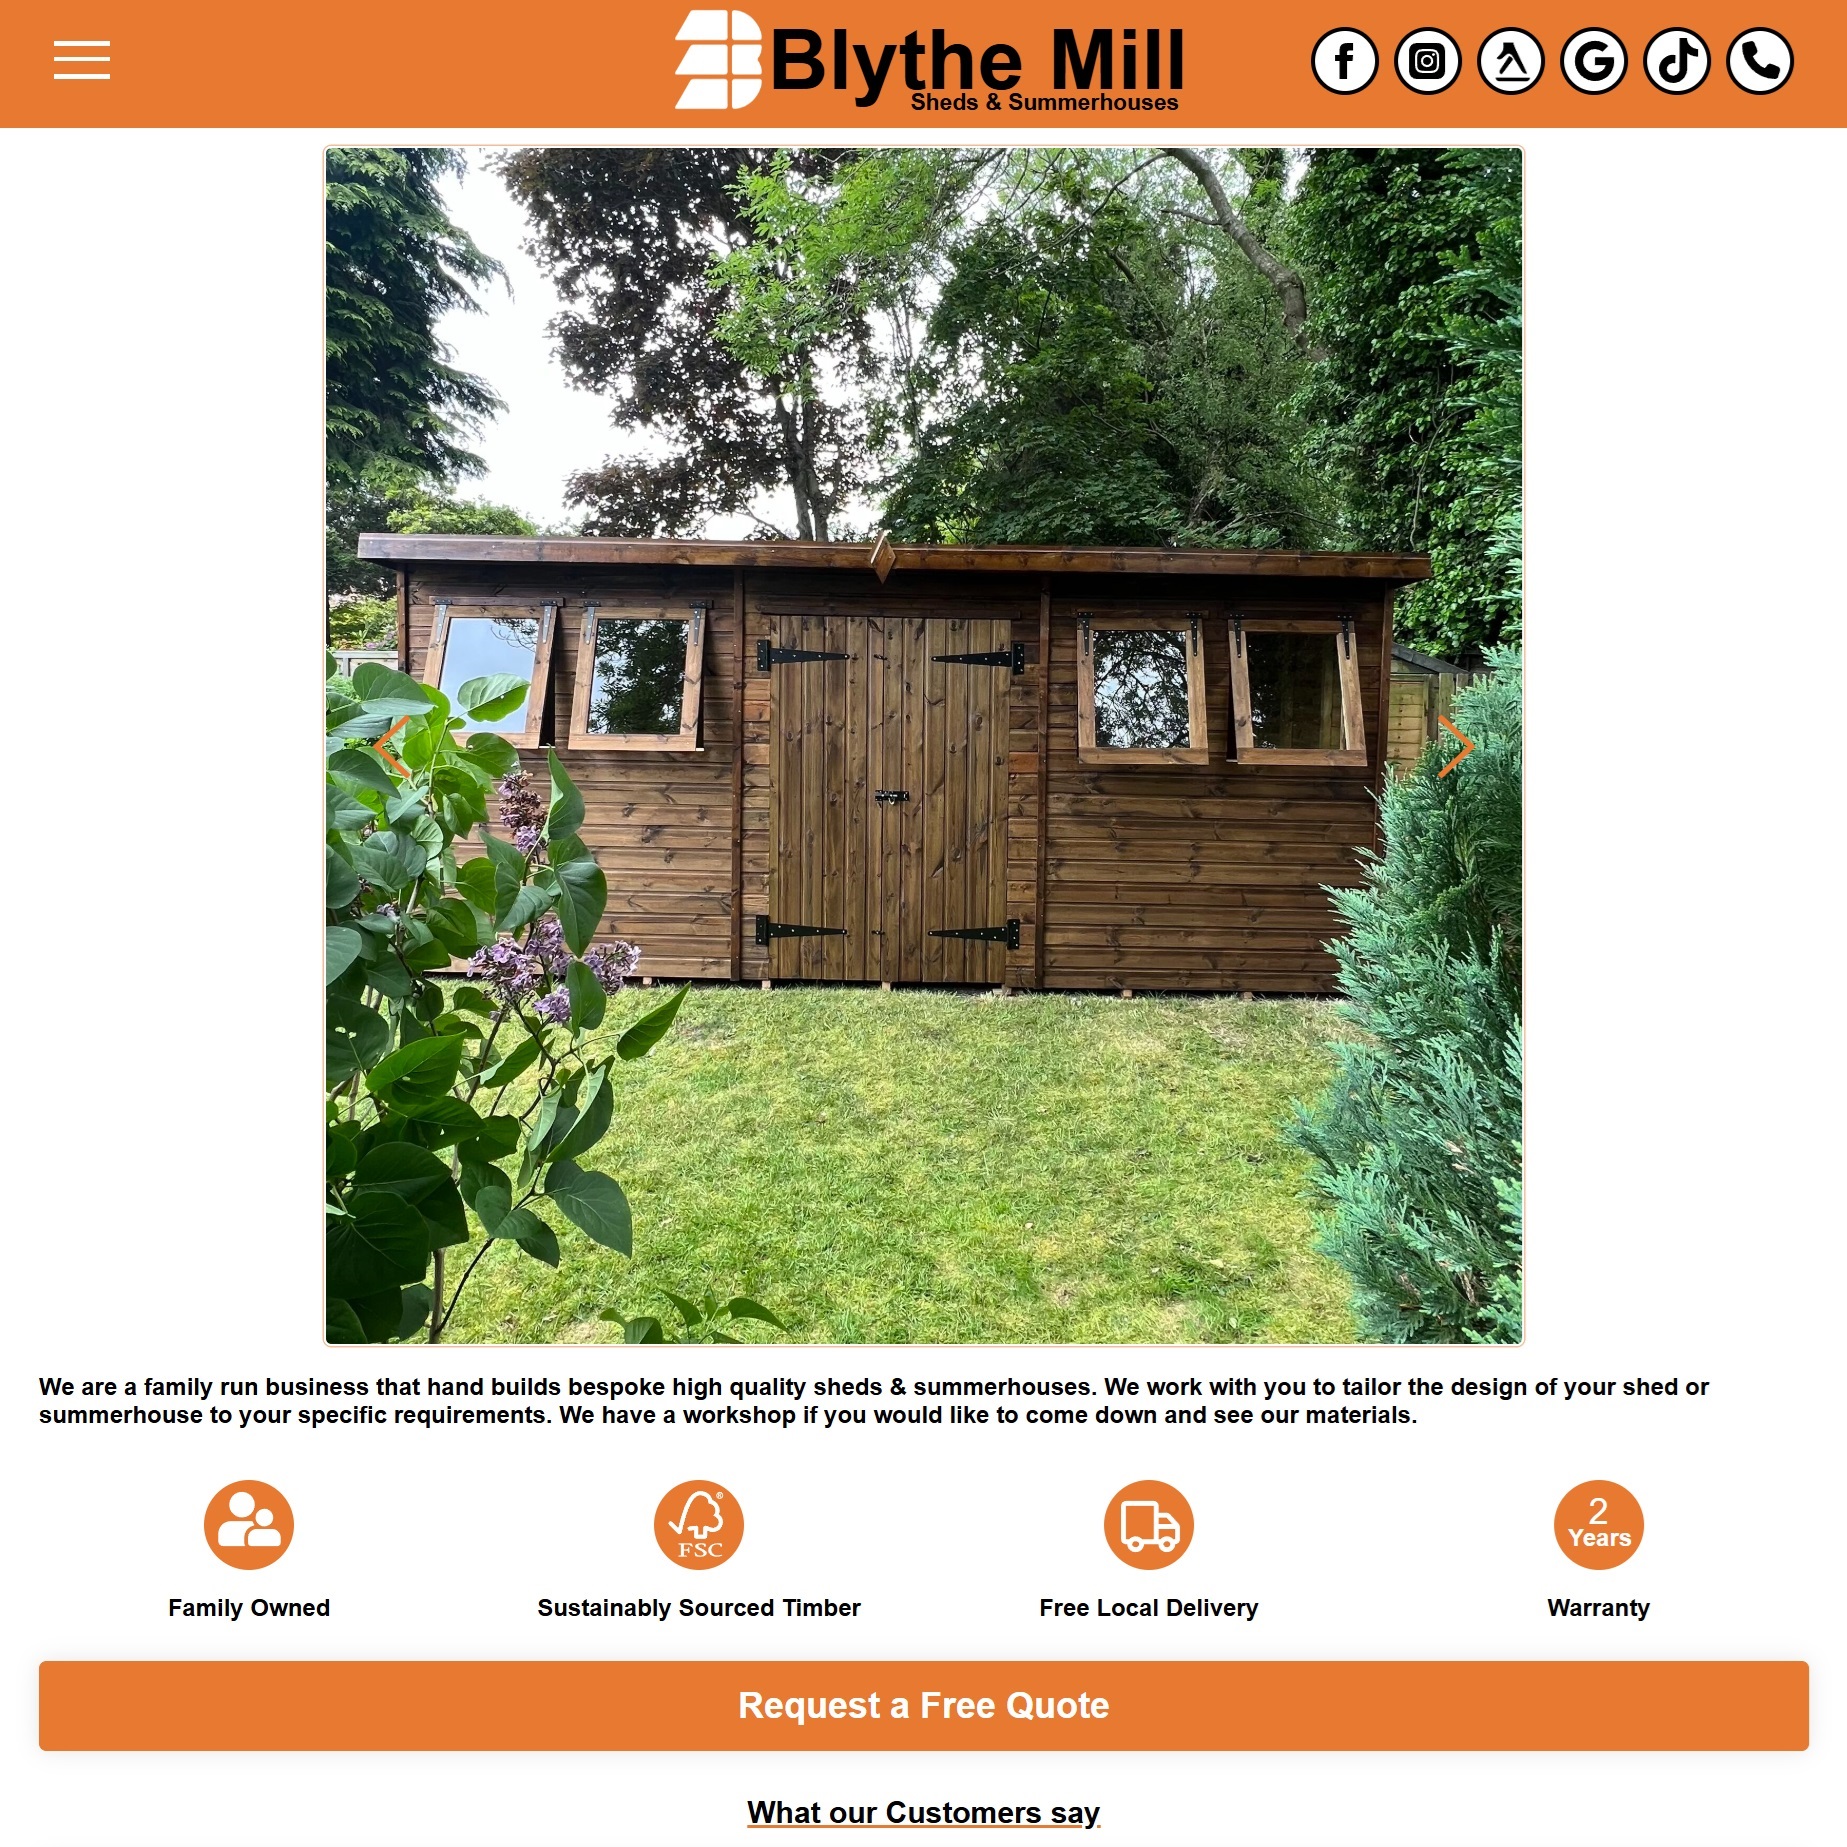 Blythe Mill
Sheds & Summerhouses
We are a family run business that hand builds bespoke high quality sheds & summerhouses. We work with you to tailor the design of your shed or
summerhouse to your specific requirements. We have a workshop if you would like to come down and see our materials.
FSC
2
Years
Family Owned
Sustainably Sourced Timber
Free Local Delivery
Warranty
Request a Free Quote
What our Customers say